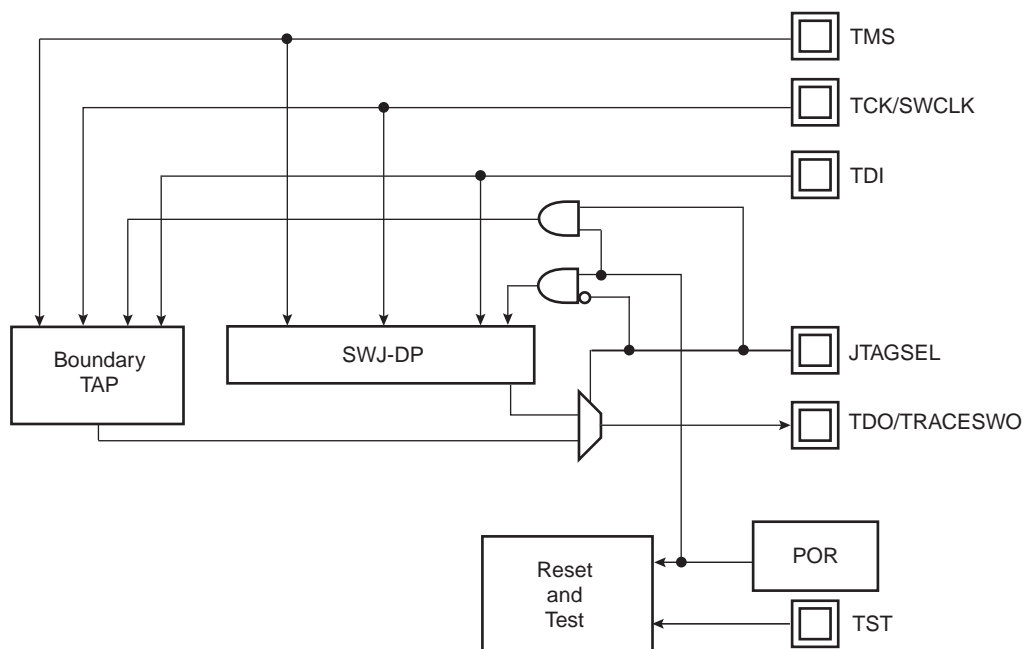 TMS
TCK/SWCLK
TDI
Boundary
TAP
SWJ-DP
JTAGSEL
TDO/TRACESWO
Reset
and
Test
POR
TST